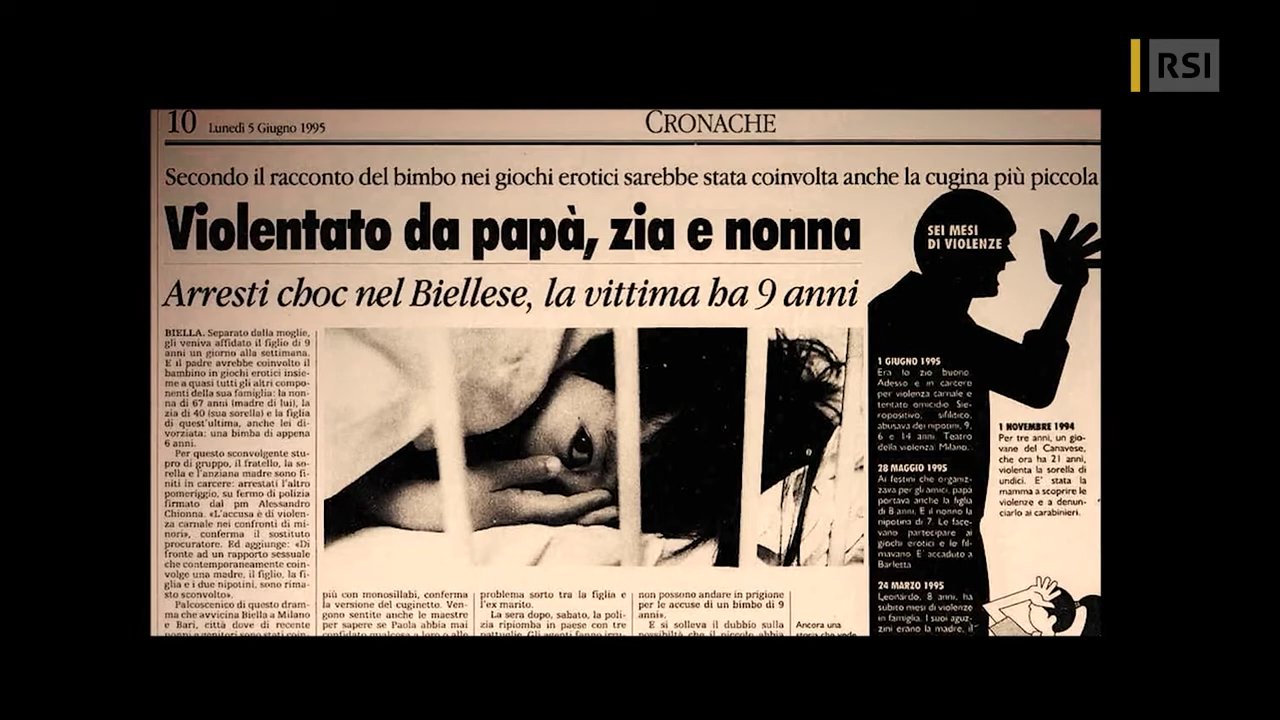 RSI
10 Lunedì 5 Giugno 1995
CRONACHE
Secondo il racconto del bimbo nei giochi erotici sarebbe stata coinvolta anche la cugina più piccola
Violentato da papà, zia e nonna
Arresti choc nel Biellese, la vittima ha 9 anni
BIELLA. Separato dalla moglie,
gli veniva affidato il figlio di 9
anni un giorno alla settimana.
E il padre avrebbe coinvolto il
bambino in giochi erotici insie-
me a quasi tutti gli altri compo-
nenti della sua famiglia: la non-
na di 67 anni (madre di lui), la
zia di 40 (sua sorella) e la figlia
di quest'ultima, anche lei di-
vorziata: una bimba di appena
6 anni.
Per questo sconvolgente stu-
pro di gruppo, il fratello, la so-
rella e l'anziana madre sono fi-
niti in carcere: arrestati l'altro
pomeriggio, su fermo di polizia
firmato dal pm Alessandro
Chionna. «L'accusa è di violen-
za carnale nei confronti di mi-
nori», conferma il sostituto
procuratore. Ed aggiunge: «Di
fronte ad un rapporto sessuale
che contemporaneamente coin-
volge una madre, il figlio, la fi-
glia e i due nipotini, sono rima-
sto sconvolto».
Palcoscenico di questo dram-
ma che avvicina Biella a Milano
e Bari, città dove di recente
più con monosillabi, conferma
la versione del cuginetto. Ven-
gono sentite anche le maestre
per sapere se Paola abbia mai
problema sorto tra la figlia e
l'ex marito.
La sera dopo, sabato, la poli-
zia ripiomba in paese con tre
non possono andare in prigione
per le accuse di un bimbo di 9
anni».
E si solleva il dubbio sulla
Ancora una
SEI MESI
DI VIOLENZE
1 GIUGNO 1995
Era lo zio buono.
Adesso e in carcere
per violenza carnale e
tentato omicidio. Sie-
ropositivo, sifilitico,
abusava dei nipotini, 9,
6 e 14 anni. Teatro
della violenza: Milano.
28 MAGGIO 1995
Ai festini che organiz-
zava per gli amici, papà
portava anche la figlia
di 8 anni. E il nonno la
nipotina di 7. Le face-
vano partecipare ai
giochi erotici e le fil-
mavano. E' accaduto a
Barletta
24 MARZO 1995
Leonardo, 8 anni, ha
subito mesi di violenze
in famiglia. I suoi aguz-
zini erano la madre, il
1 NOVEMBRE 1994
Per tre anni, un gio-
vane del Canavese,
che ora ha 21 anni,
violenta la sorella di
undici. E' stata la
mamma a scoprire le
violenze e a denun-
ciarlo ai carabinieri.